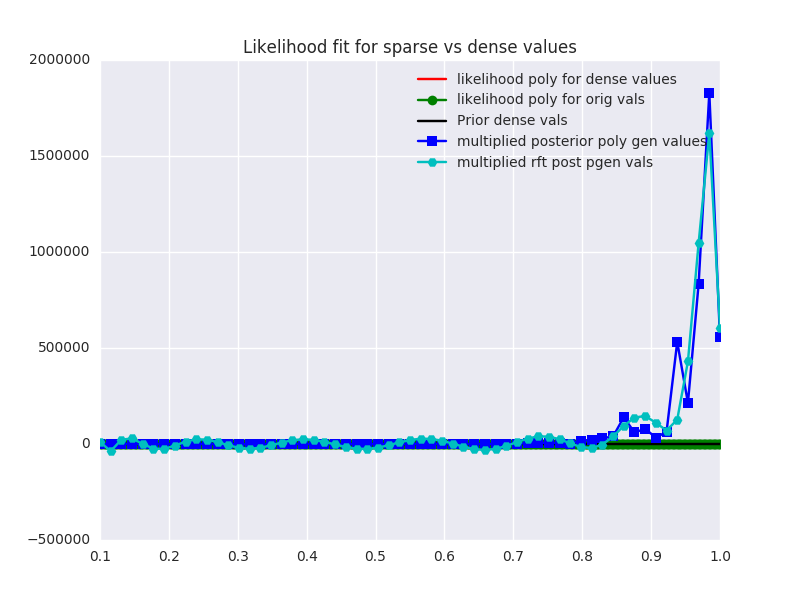 Likelihood fit for sparse vs dense values
2000000
1500000
1000000
500000
0
−500000
0.1 0.2 0.3 0.4 0.5 0.6 0.7 0.8 0.9 1.0
likelihood poly for dense values
likelihood poly for orig vals
Prior dense vals
multiplied posterior poly gen values
multiplied rft post pgen vals